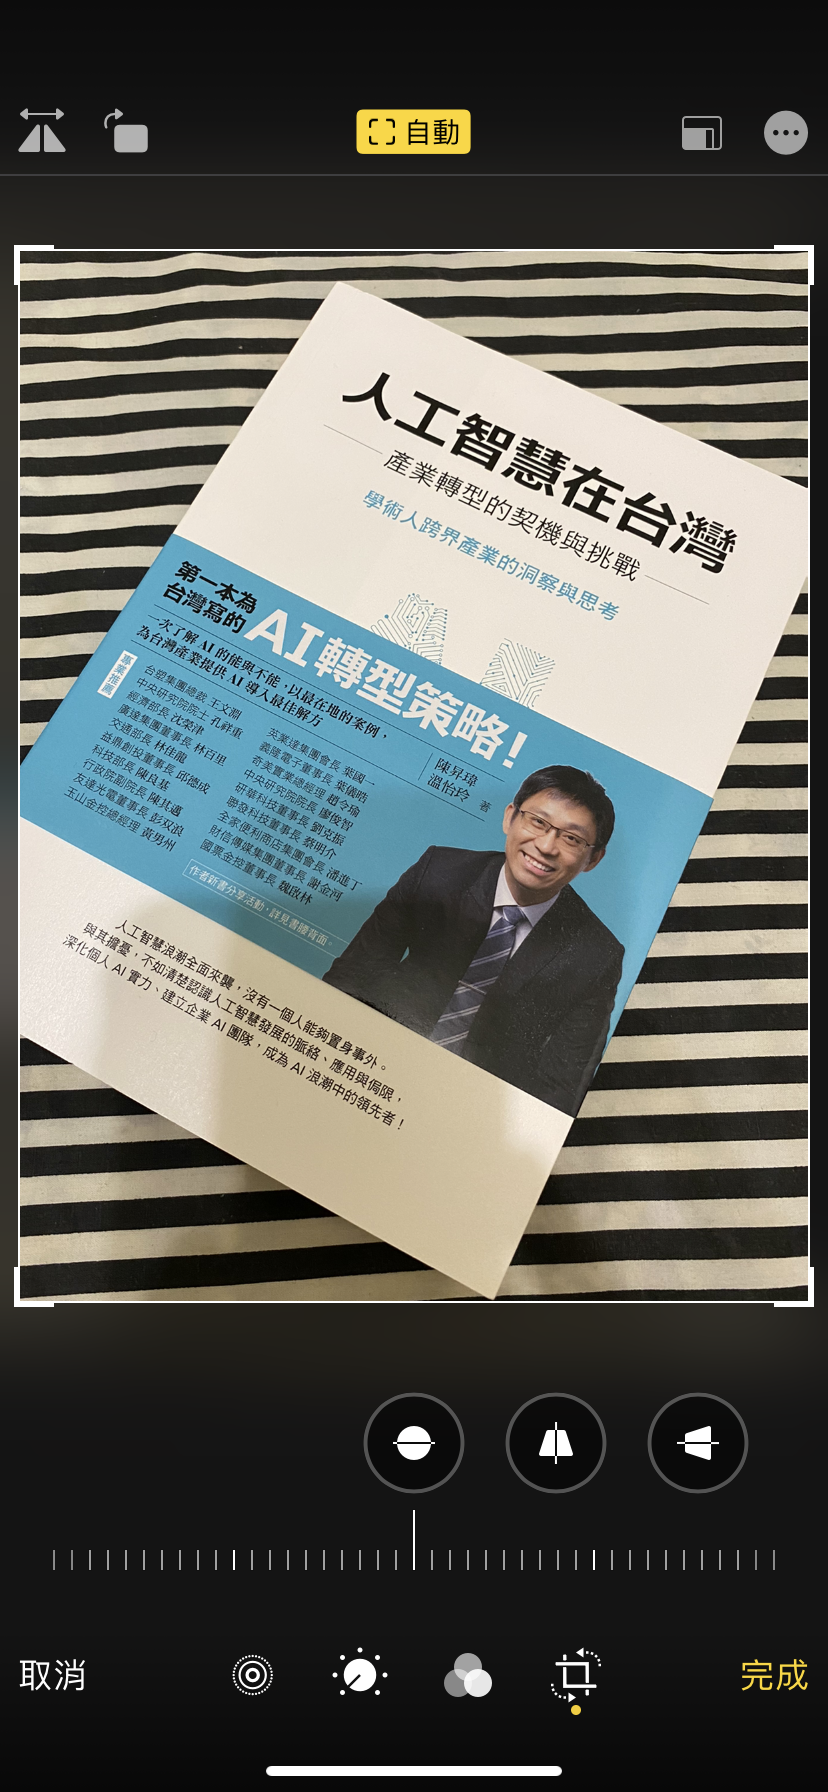 自動
人工智慧在台灣
產業轉型的契機與挑戰
學術人跨界產業的洞察與思考
第一本為
台灣寫的
AI轉型策略！
一次了解 AI 的能與不能，以最在地的案例，
為台灣產業提供 AI 導入最佳解方
專業推薦
台塑集團總裁 王文淵
中央研究院院士 孔祥重
經濟部長 沈榮津
廣達集團董事長 林百里
交通部長 林佳龍
益鼎創投董事長 邱德成
科技部長 陳良基
行政院副院長 陳其邁
友達光電董事長 彭双浪
玉山金控總經理 黃男州
英業達集團會長 葉國一
義隆電子董事長 葉儀晧
奇美實業總經理 趙令瑜
中央研究院院長 廖俊智
研華科技董事長 劉克振
聯發科技董事長 蔡明介
全家便利商店集團會長 潘進丁
財信傳媒集團董事長 謝金河
國票金控董事長 魏啟林
陳昇瑋
溫怡玲 著
作者新書分享活動，詳見書腰背面。
人工智慧浪潮全面來襲，沒有一個人能夠置身事外。
與其擔憂，不如清楚認識人工智慧發展的脈絡、應用與侷限，
深化個人 AI 實力、建立企業 AI 團隊，成為 AI 浪潮中的領先者！
取消
完成